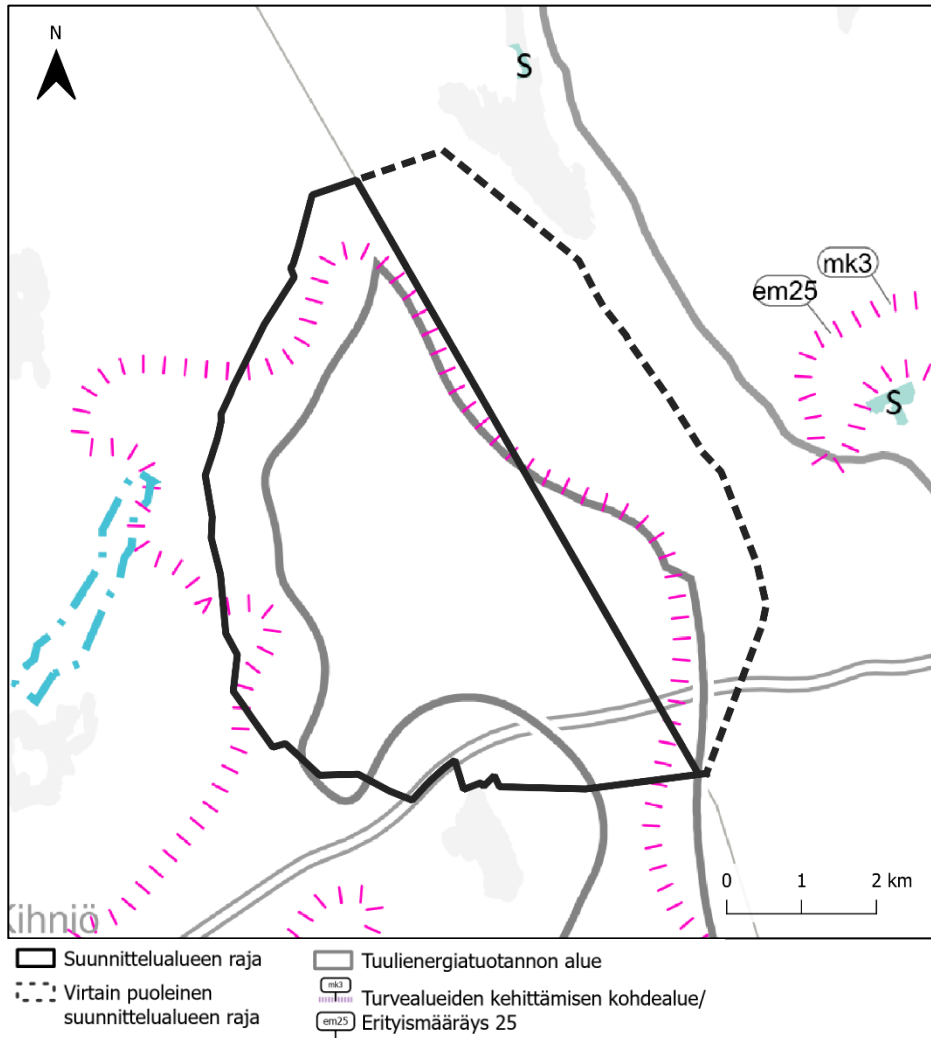 N
S
mk3
em25
S
0 1 2 km
Kihniö
Suunnittelualueen raja
Virtain puoleinen
suunnittelualueen raja
Tuulienergiatuotannon alue
mk3
Turvealueiden kehittämisen kohdealue/
em25
Erityismääräys 25